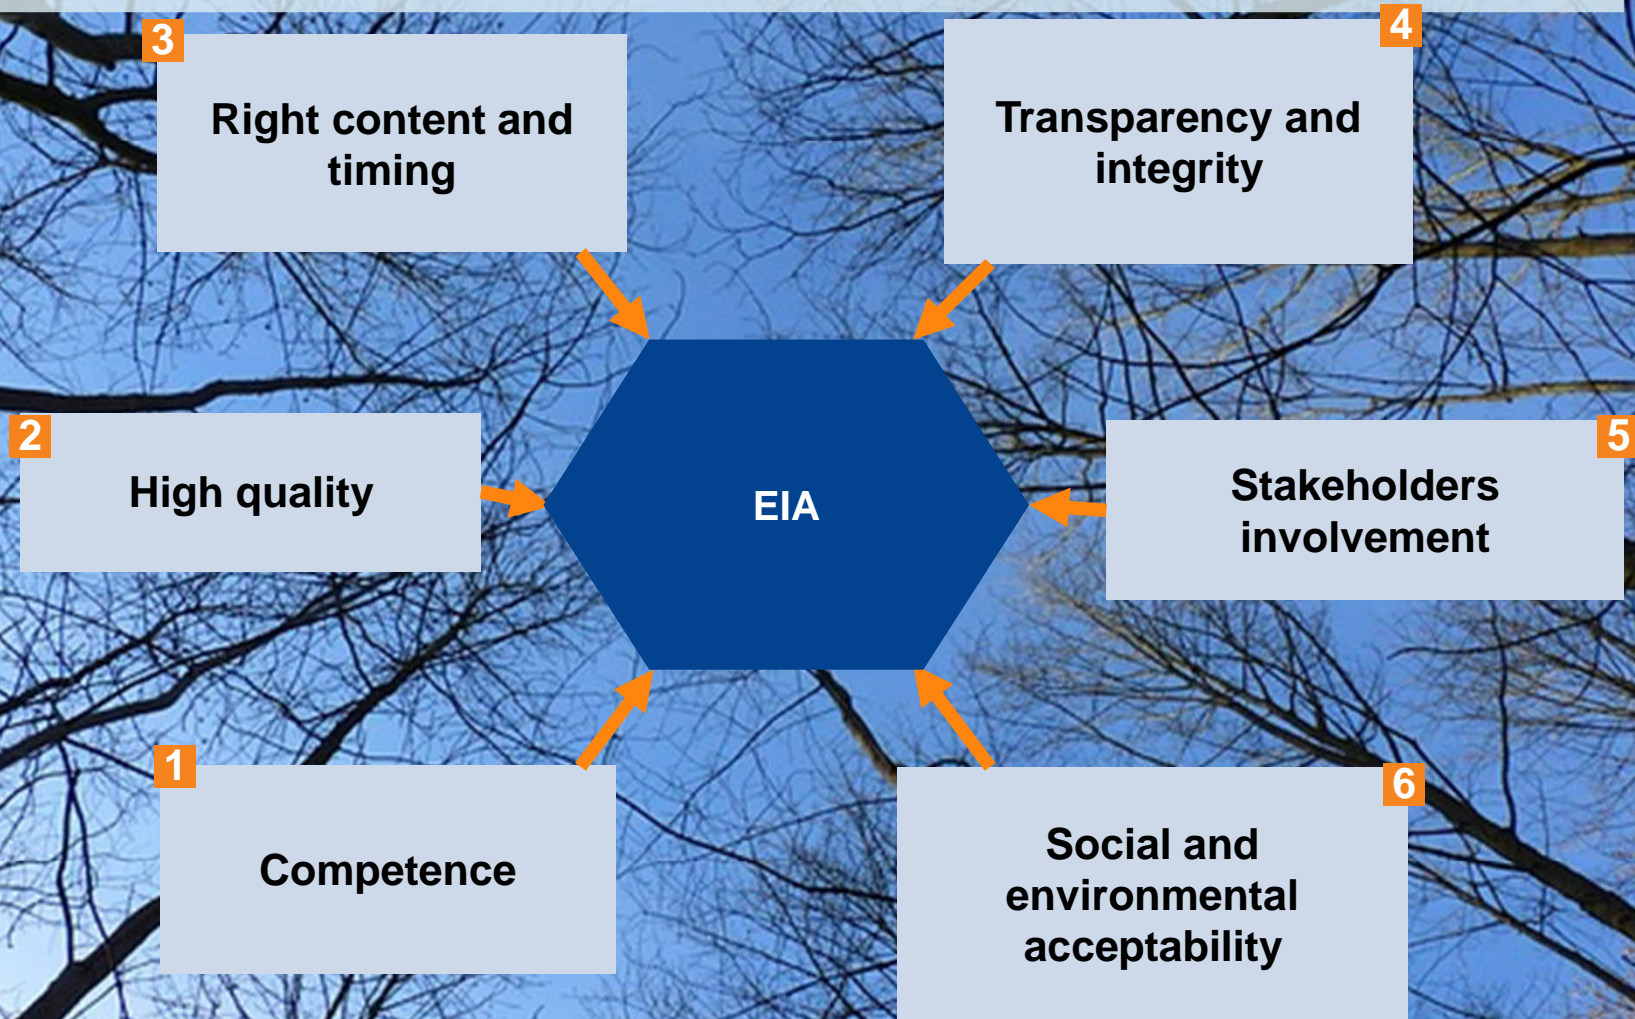 3
Right content and
timing
4
Transparency and
integrity
2
High quality
EIA
5
Stakeholders
involvement
1
Competence
6
Social and
environmental
acceptability